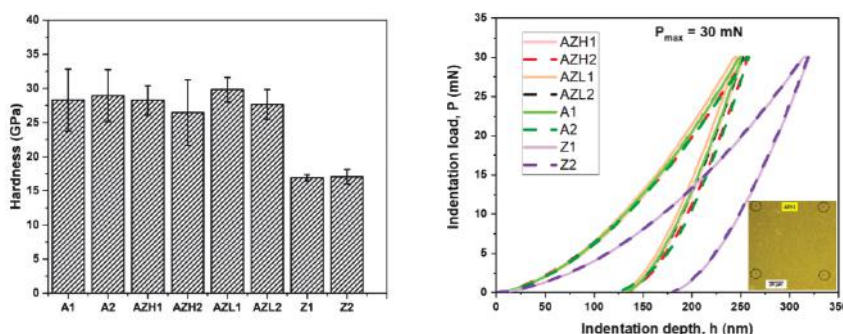 40
35
30
25
20
15
10
5
0
Hardness (GPa)
A1 A2 AZH1 AZH2 AZL1 AZL2 Z1 Z2
P_max = 30 mN
AZH1
AZH2
AZL1
AZL2
A1
A2
Z1
Z2
35
30
25
20
15
10
5
0
Indentation load, P (mN)
0 50 100 150 200 250 300 350
Indentation depth, h (nm)